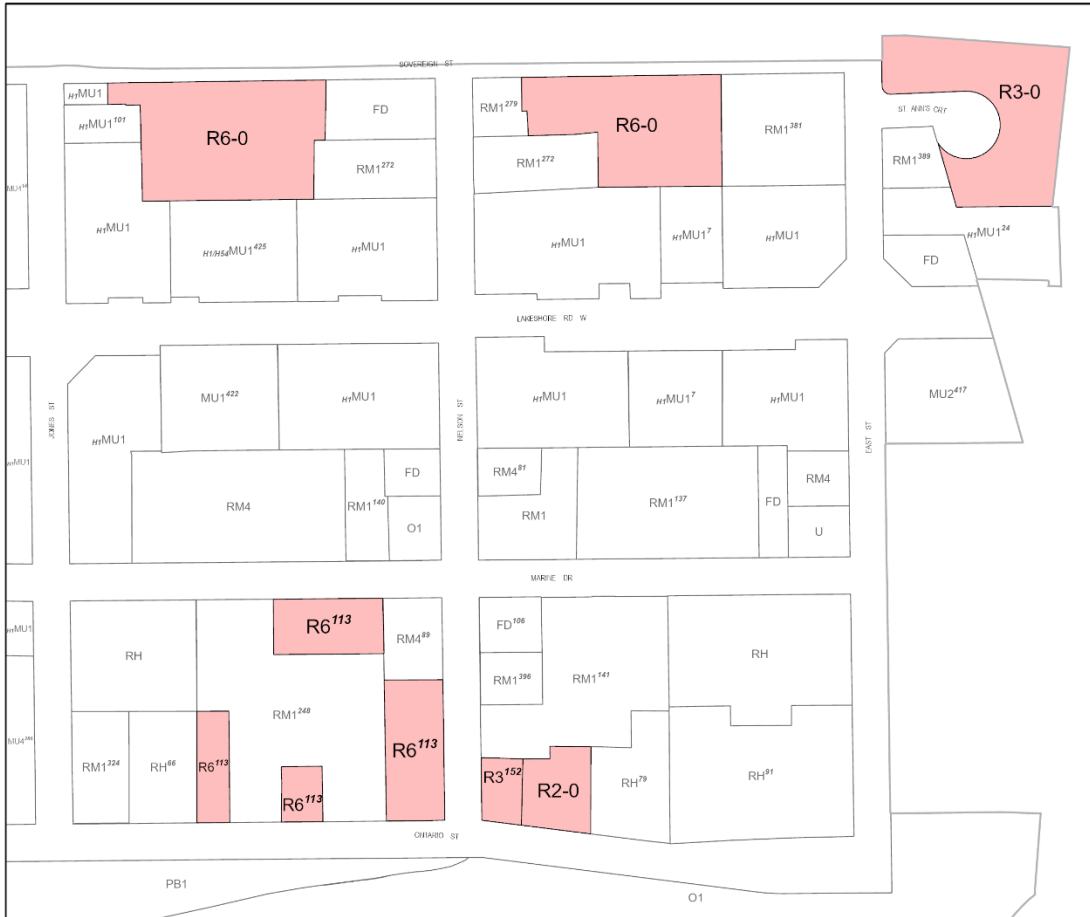 SOVEREIGN ST
H1MU1
H1MU1101
R6-0
FD
RM1272
RM1279
R6-0
RM1272
RM1381
ST. ANN'S CRT
R3-0
RM1389
H1MU1
H1/H54MU1425
H1MU1
H1MU1
H1MU17
H1MU1
H1MU124
FD
LAKESHORE RD W
JONES ST
MU1422
H1MU1
NELSON ST
H1MU1
H1MU17
H1MU1
EAST ST
MU2417
H1MU1
H1MU1
RM4
RM1140
FD
O1
RM481
RM1
RM1137
FD
RM4
U
MARINE DR
H1MU1
RH
R6113
RM489
FD106
RM1396
RM1141
RH
RM1248
RM1324
RH66
R6113
R6113
R6113
R3152
R2-0
RH79
RH91
ONTARIO ST
PB1
O1